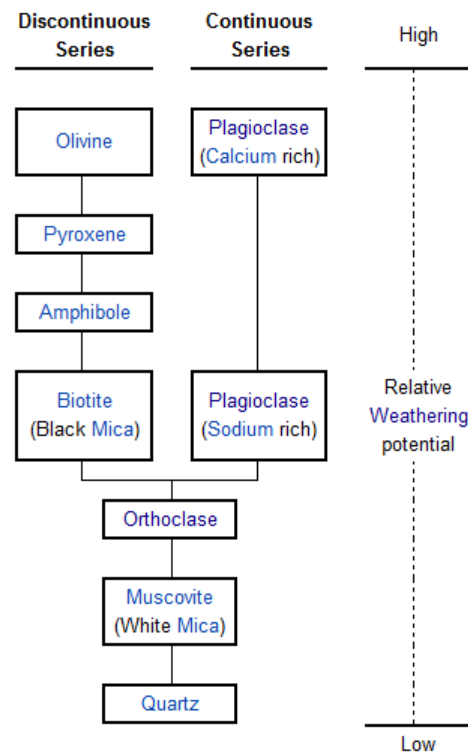 Discontinuous
Series
Continuous
Series
High
Olivine
Plagioclase
(Calcium rich)
Pyroxene
Amphibole
Biotite
(Black Mica)
Plagioclase
(Sodium rich)
Relative
Weathering
potential
Orthoclase
Muscovite
(White Mica)
Quartz
Low